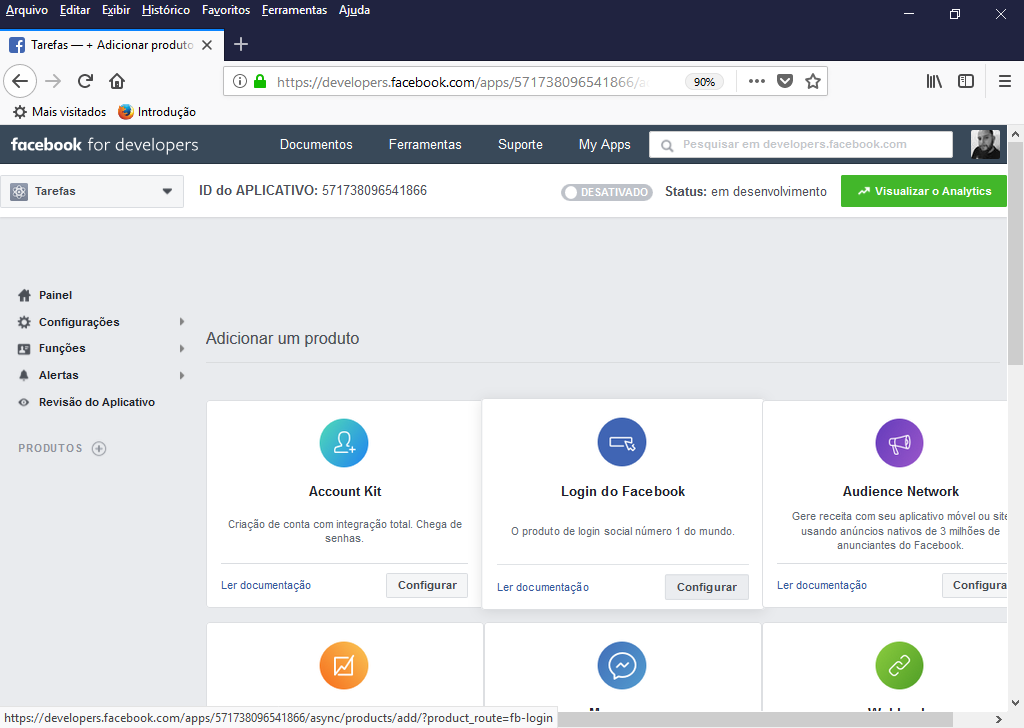 Arquivo Editar Exibir Histórico Favoritos Ferramentas Ajuda
Tarefas — + Adicionar produto
https://developers.facebook.com/apps/571738096541866/a
90%
Mais visitados Introdução
facebook for developers Documentos Ferramentas Suporte My Apps Pesquisar em developers.facebook.com
Tarefas ID do APLICATIVO: 571738096541866 DESATIVADO Status: em desenvolvimento Visualizar o Analytics
Painel
Configurações
Funções
Alertas
Revisão do Aplicativo
PRODUTOS
Adicionar um produto
Account Kit
Criação de conta com integração total. Chega de
senhas.
Ler documentação Configurar
Login do Facebook
O produto de login social número 1 do mundo.
Ler documentação Configurar
Audience Network
Gere receita com seu aplicativo móvel ou site
usando anúncios nativos de 3 milhões de
anunciantes do Facebook.
Ler documentação Configura
https://developers.facebook.com/apps/571738096541866/async/products/add/?product_route=fb-login